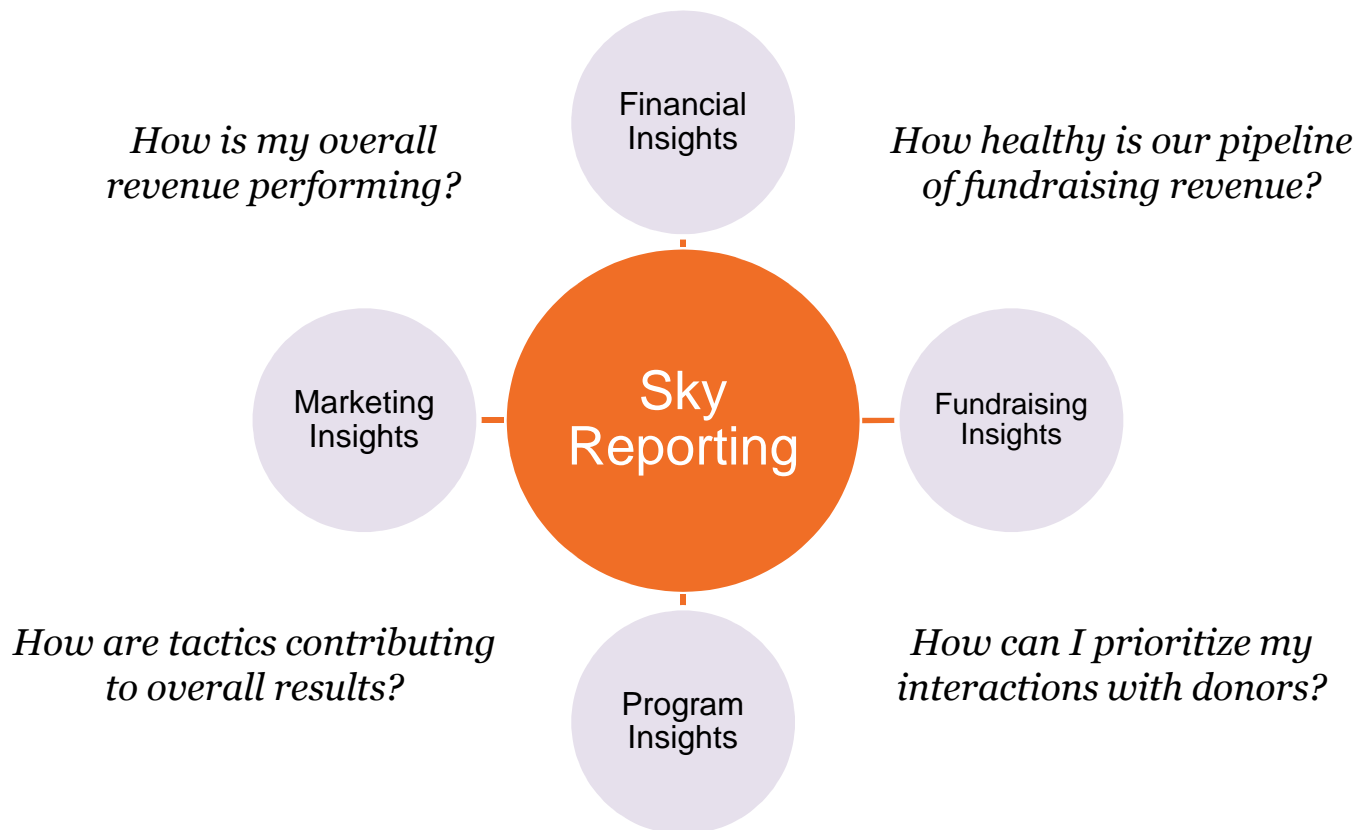 Financial
Insights
How is my overall
revenue performing?
How healthy is our pipeline
of fundraising revenue?
Marketing
Insights
Sky
Reporting
Fundraising
Insights
How are tactics contributing
to overall results?
How can I prioritize my
interactions with donors?
Program
Insights